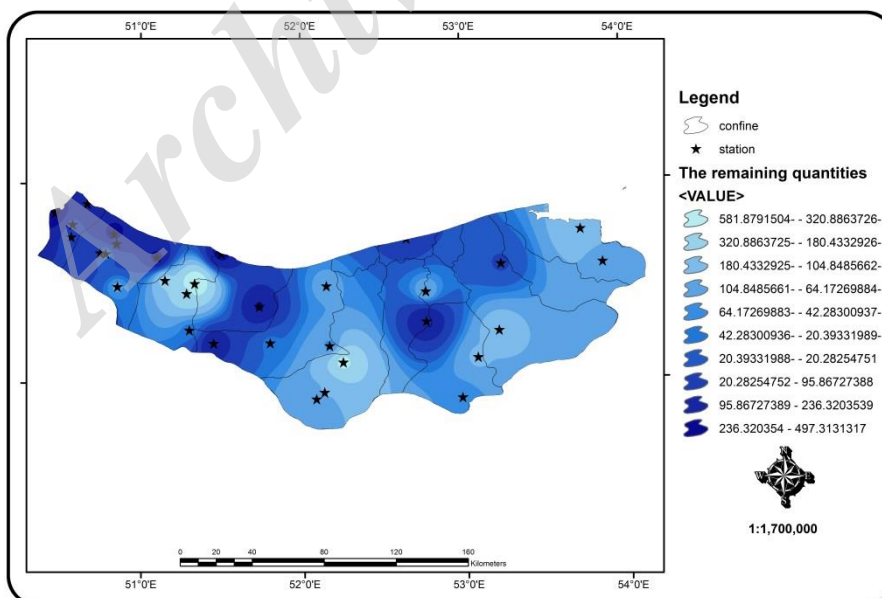 51°0'E 52°0'E 53°0'E 54°0'E
Archiv
Legend
confine
station
The remaining quantities
<VALUE>
581.8791504- - 320.8863726-
320.8863725- - 180.4332926-
180.4332925- - 104.8485662-
104.8485661- - 64.17269884-
64.17269883- - 42.28300937-
42.28300936- - 20.39331989-
20.39331988- - 20.28254751
20.28254752 - 95.86727388
95.86727389 - 236.3203539
236.320354 - 497.3131317
N
W E
S
1:1,700,000
0 20 40 80 120 160
Kilometers
51°0'E 52°0'E 53°0'E 54°0'E